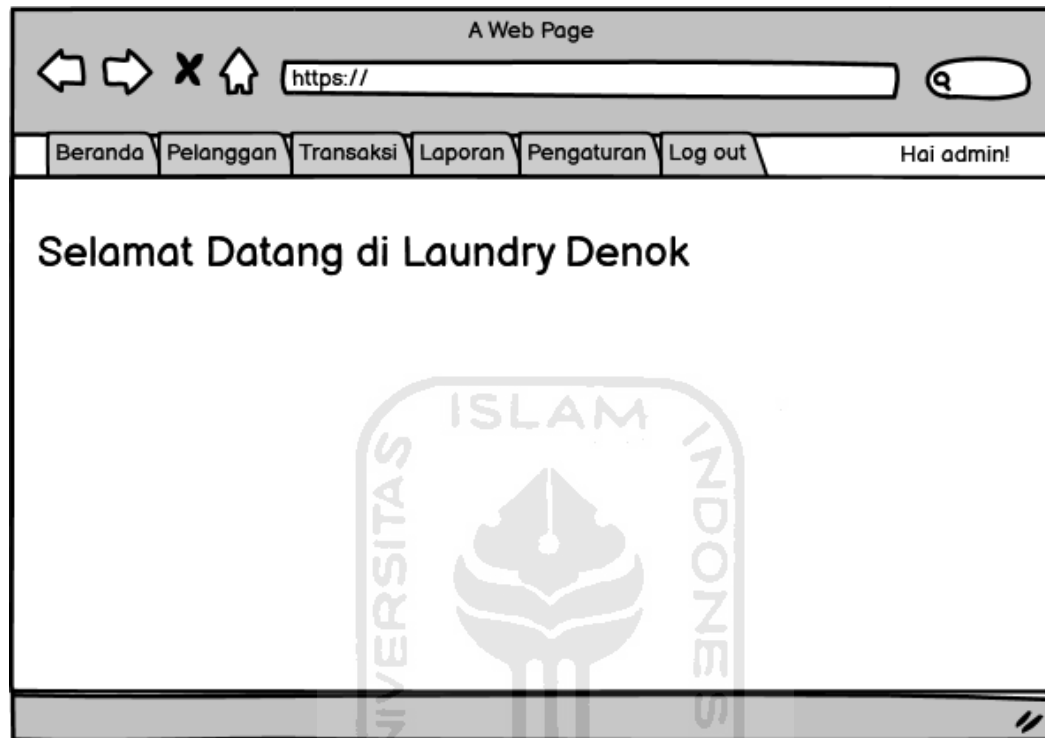 A Web Page
https://
Beranda Pelanggan Transaksi Laporan Pengaturan Log out Hai admin!
Selamat Datang di Laundry Denok
ISLAM
UNIVERSITAS
INDONES